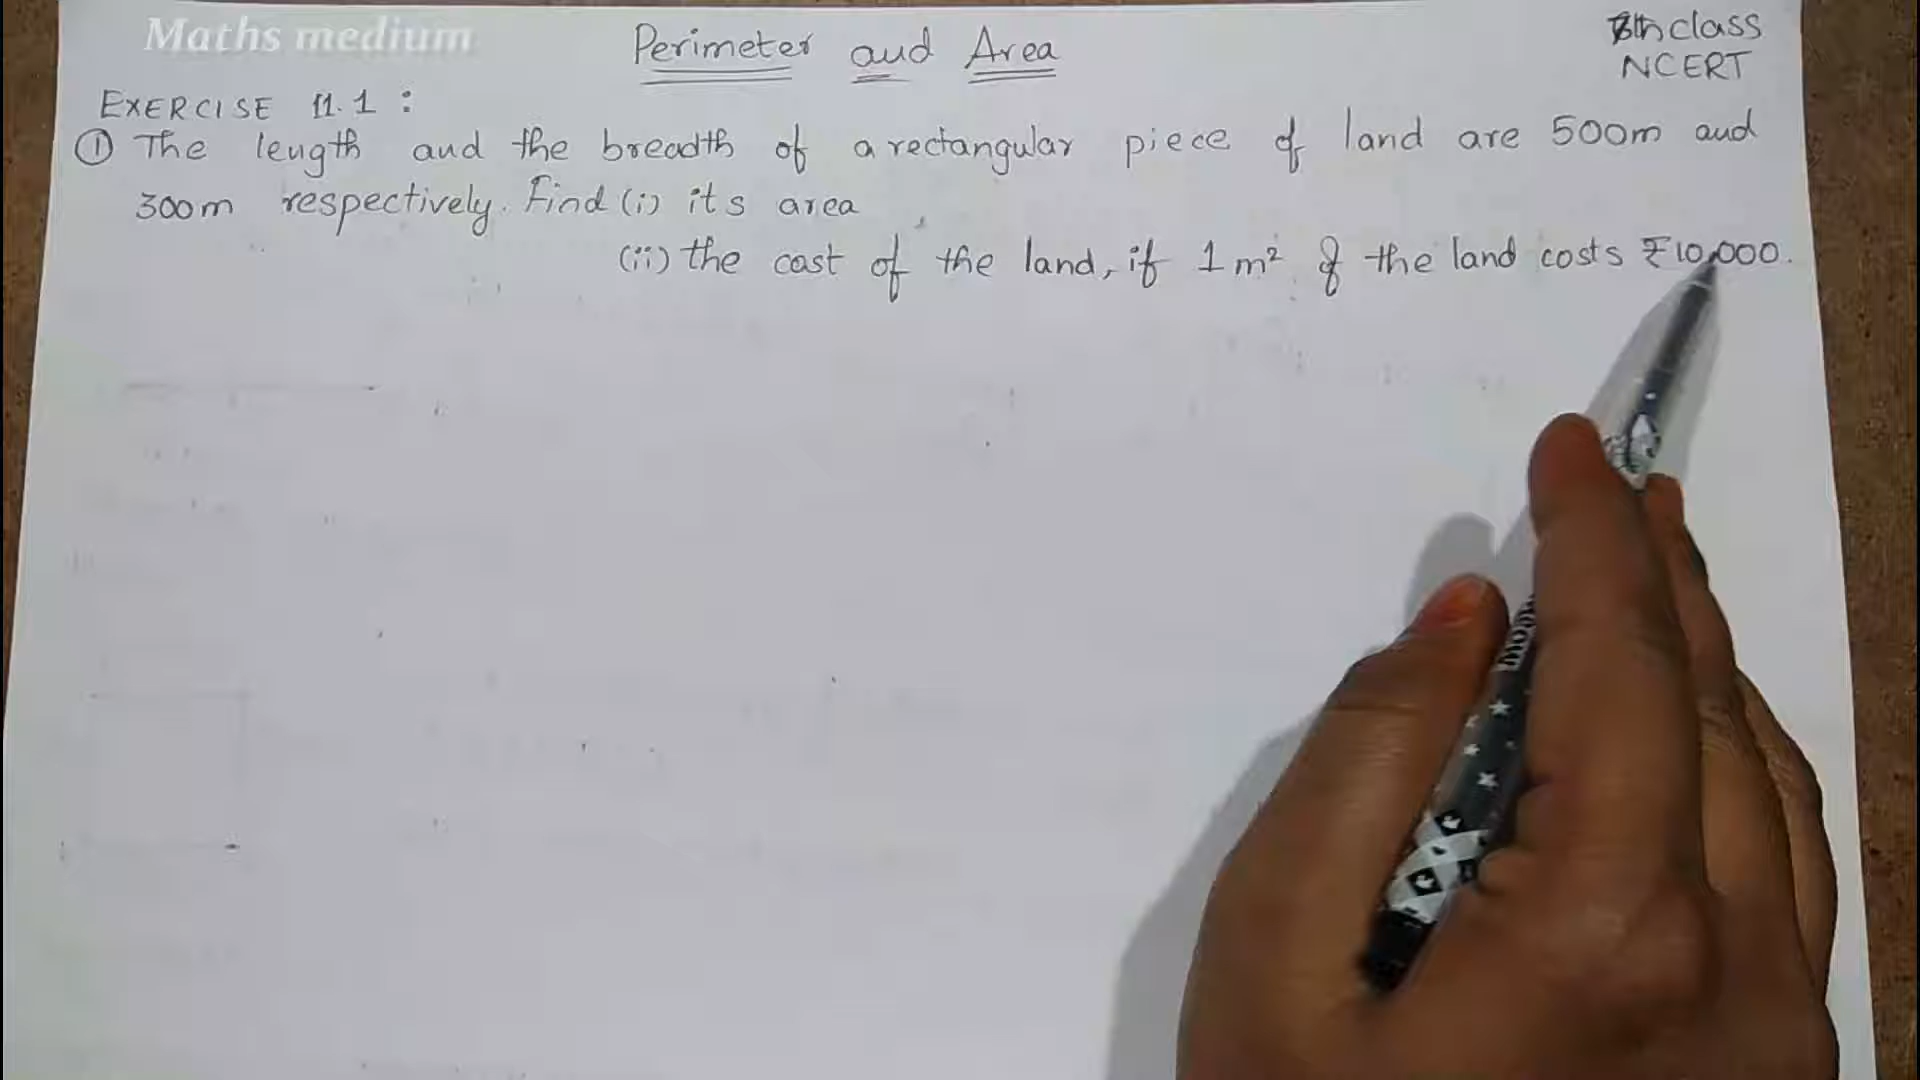 Maths medium
Perimeter and Area
7th class
NCERT
EXERCISE 11.1 :
① The length and the breadth of a rectangular piece of land are 500m and
300m respectively. Find (i) its area
(ii) the cost of the land, if 1 m² of the land costs ₹10,000.